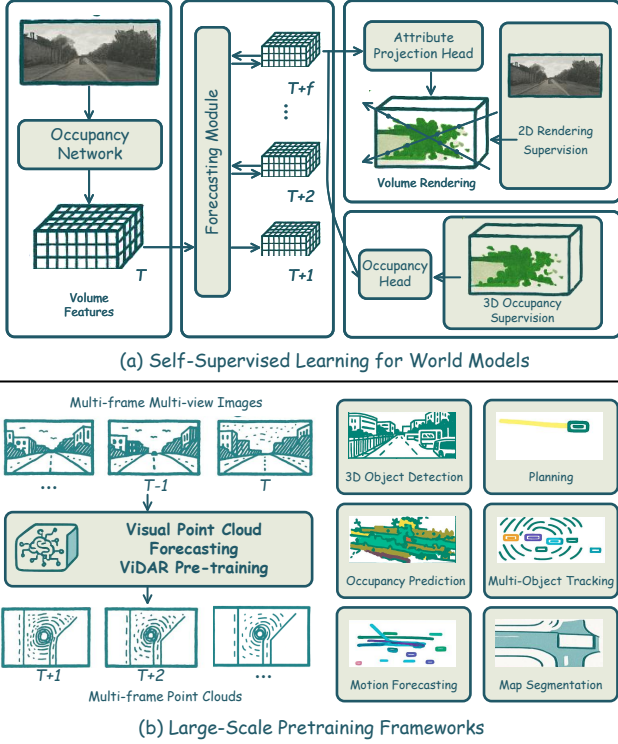 Occupancy
Network
T
Volume
Features
Forecasting Module
T+f
T+2
T+1
Attribute
Projection Head
Volume Rendering
2D Rendering
Supervision
Occupancy
Head
3D Occupancy
Supervision
(a) Self-Supervised Learning for World Models
Multi-frame Multi-view Images
...
T-1
T
Visual Point Cloud
Forecasting
ViDAR Pre-training
T+1
T+2
...
Multi-frame Point Clouds
3D Object Detection
Planning
Occupancy Prediction
Multi-Object Tracking
Motion Forecasting
Map Segmentation
(b) Large-Scale Pretraining Frameworks